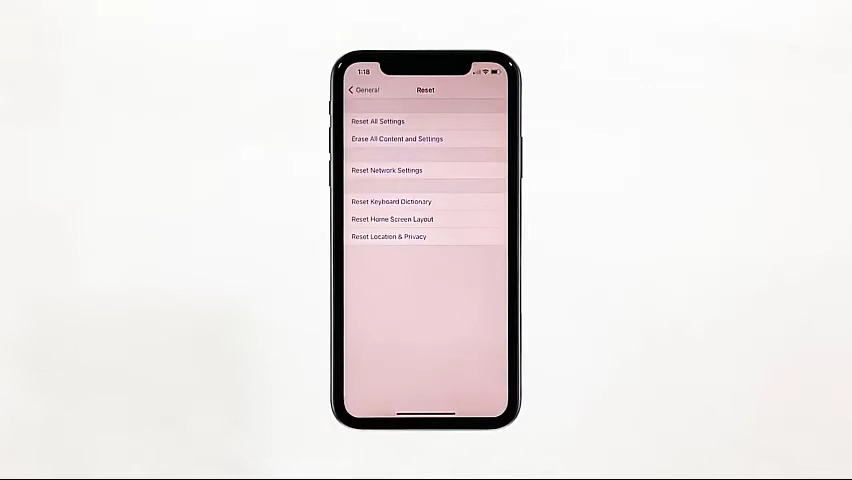 1:18
General
Reset
Reset All Settings
Erase All Content and Settings
Reset Network Settings
Reset Keyboard Dictionary
Reset Home Screen Layout
Reset Location & Privacy